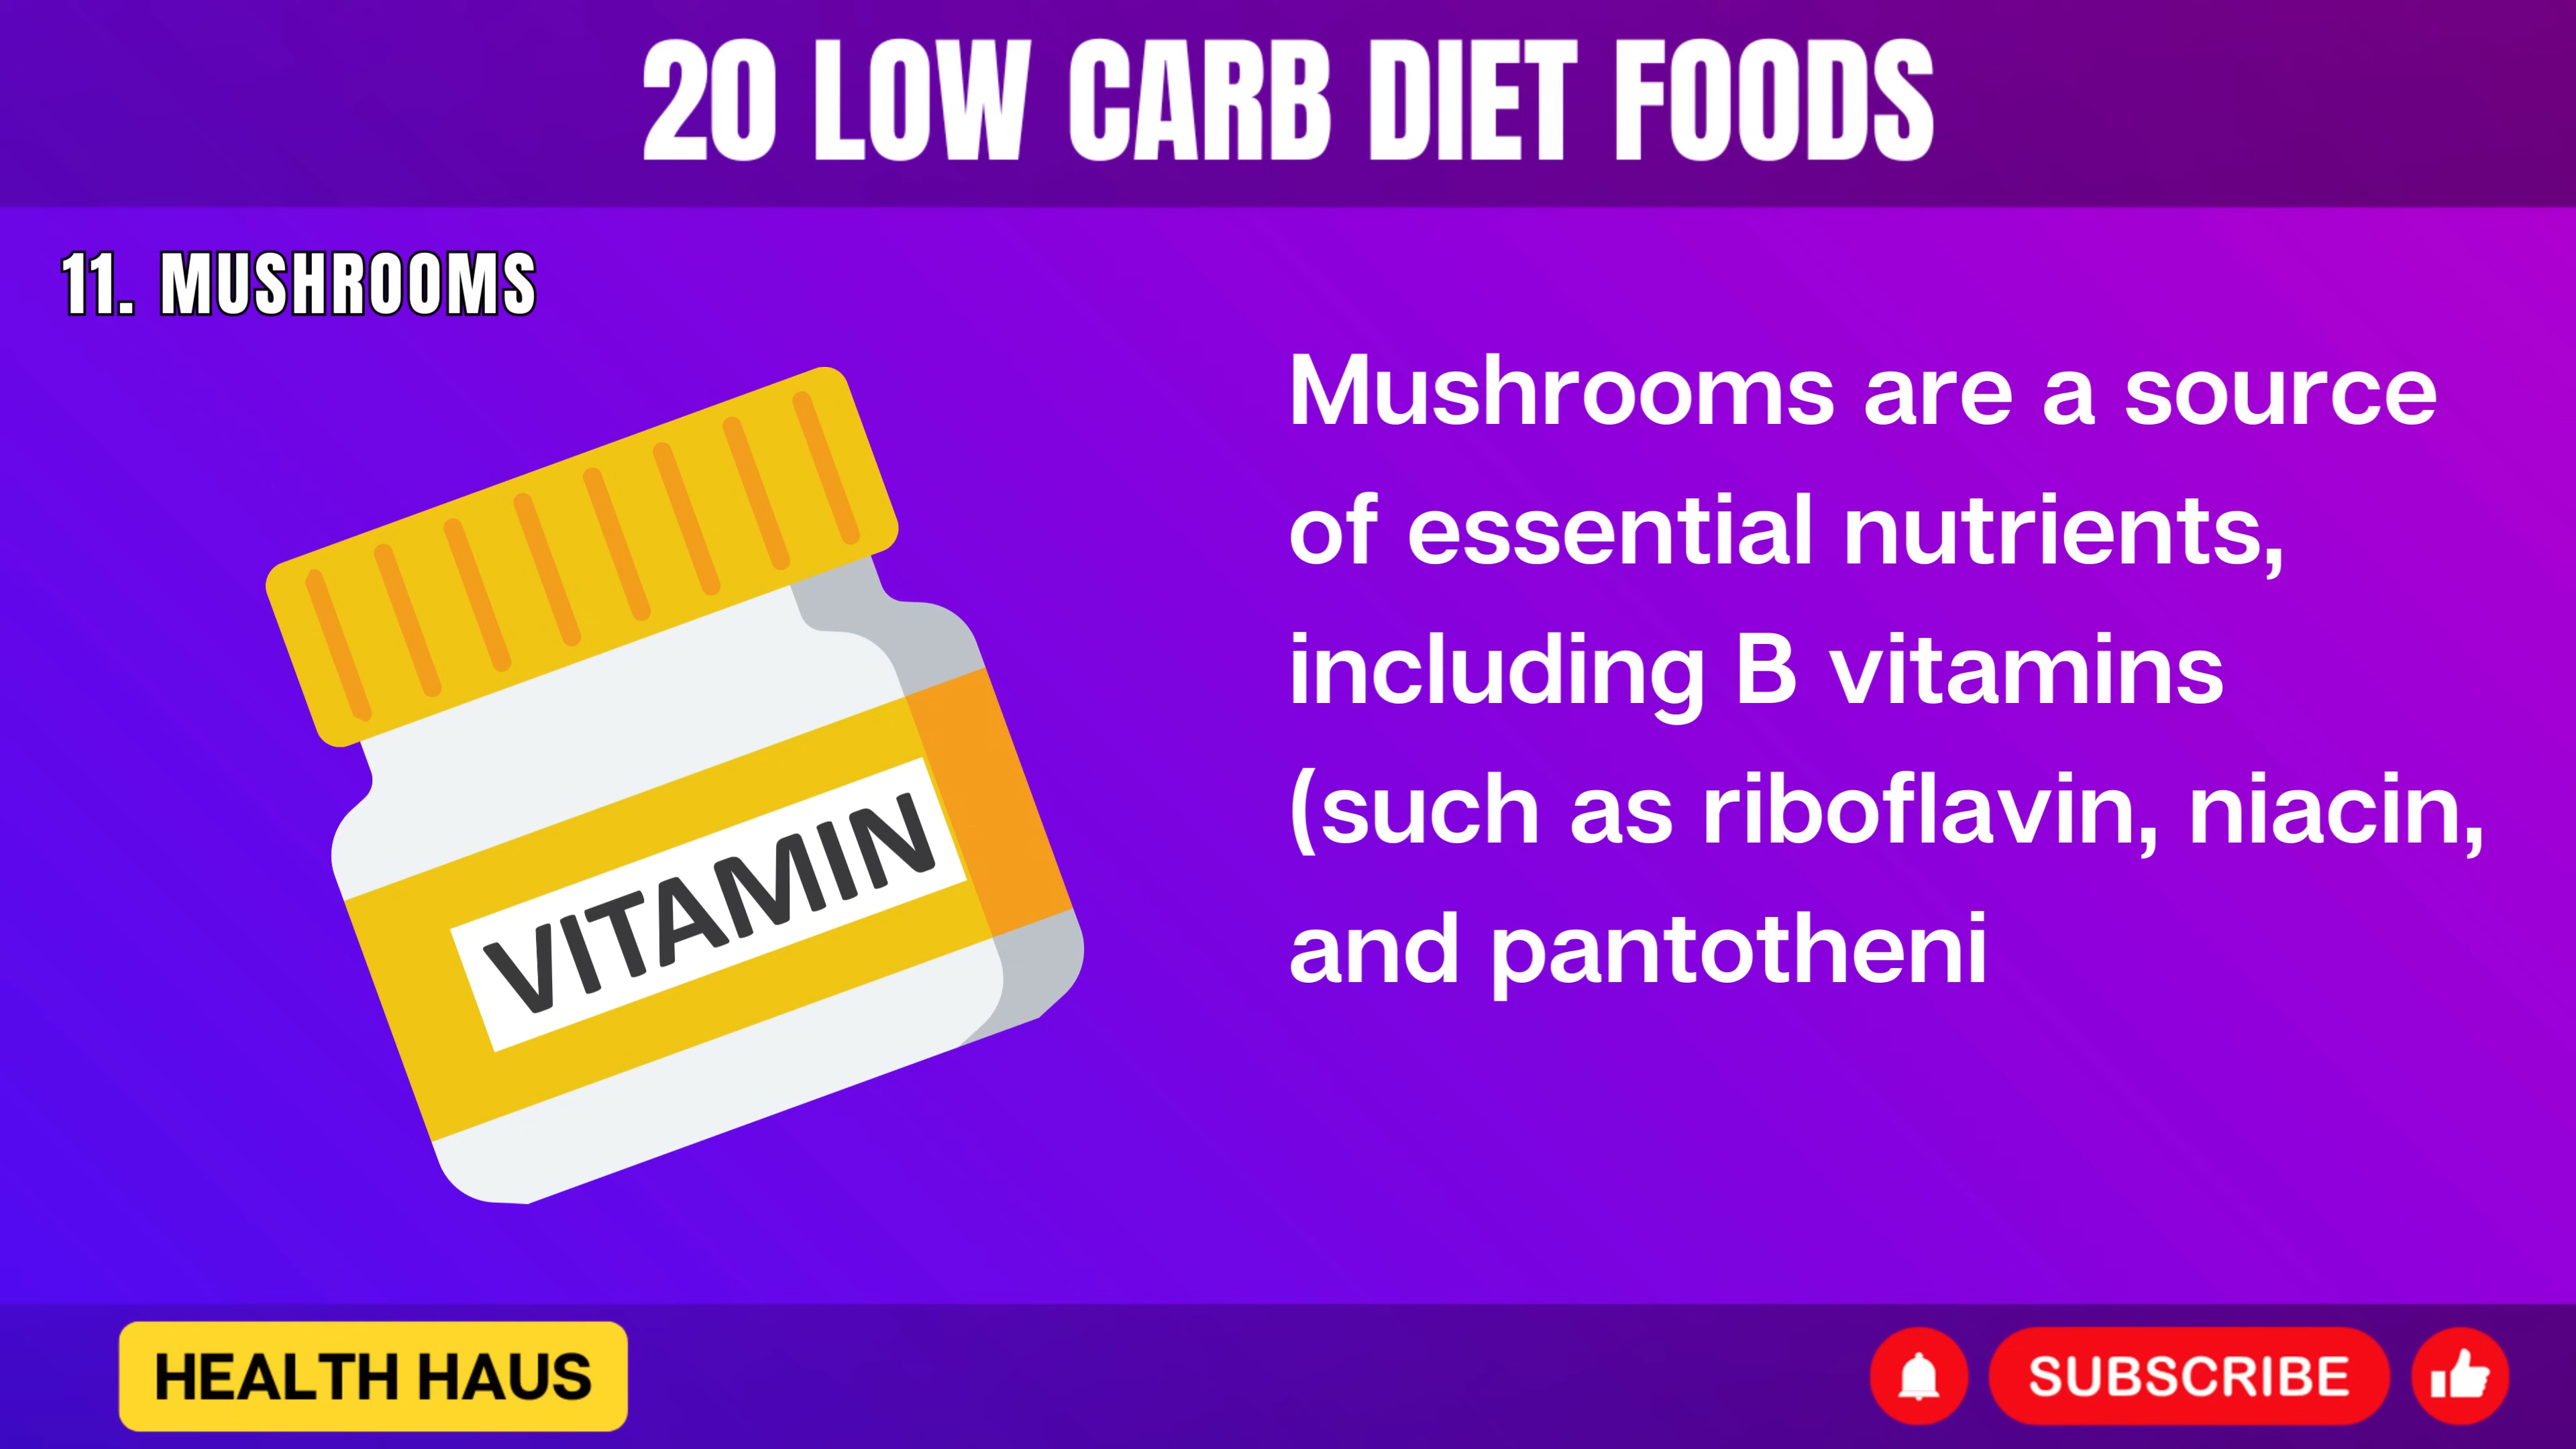 20 LOW CARB DIET FOODS
11. MUSHROOMS
Mushrooms are a source
of essential nutrients,
including B vitamins
(such as riboflavin, niacin,
and pantotheni
VITAMIN
HEALTH HAUS
SUBSCRIBE